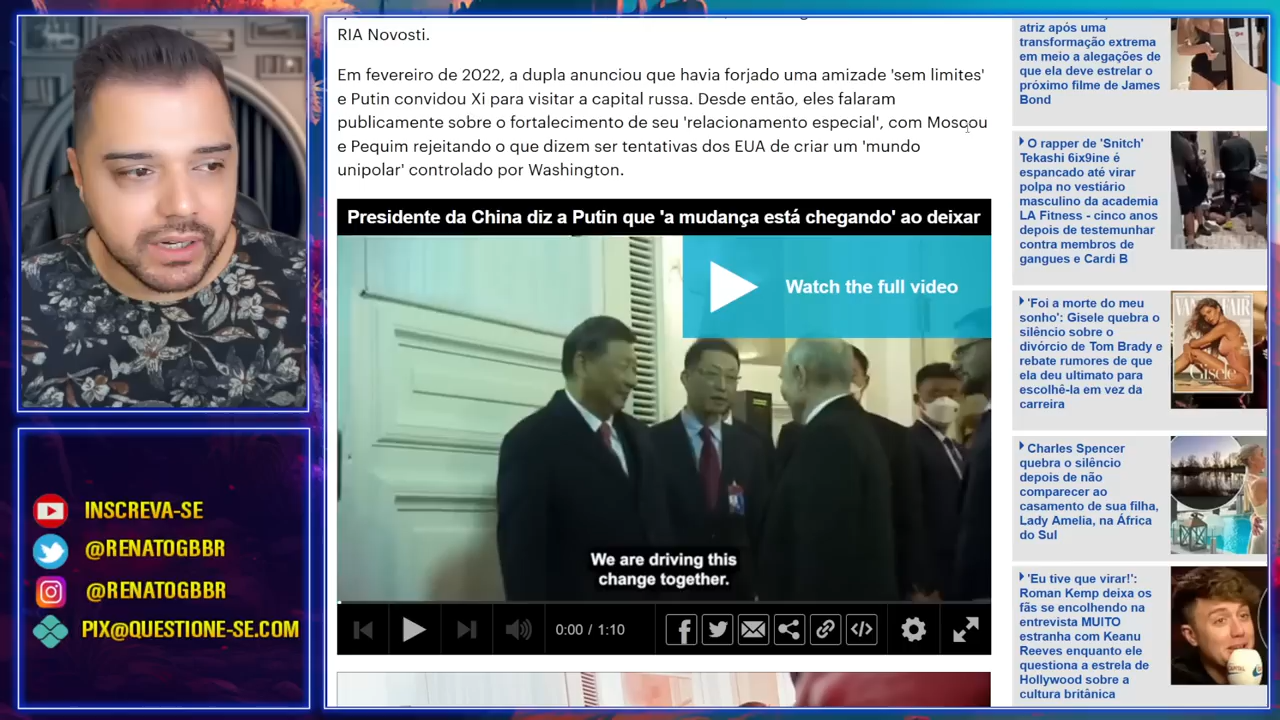 RIA Novosti.
Em fevereiro de 2022, a dupla anunciou que havia forjado uma amizade 'sem limites'
e Putin convidou Xi para visitar a capital russa. Desde então, eles falaram
publicamente sobre o fortalecimento de seu 'relacionamento especial', com Moscou
e Pequim rejeitando o que dizem ser tentativas dos EUA de criar um 'mundo
unipolar' controlado por Washington.
Presidente da China diz a Putin que 'a mudança está chegando' ao deixar
Watch the full video
We are driving this
change together.
0:00 / 1:10
atriz após uma
transformação extrema
em meio a alegações de
que ela deve estrelar o
próximo filme de James
Bond
O rapper de 'Snitch'
Tekashi 6ix9ine é
espancado até virar
polpa no vestiário
masculino da academia
LA Fitness - cinco anos
depois de testemunhar
contra membros de
gangues e Cardi B
'Foi a morte do meu
sonho': Gisele quebra o
silêncio sobre o
divórcio de Tom Brady e
rebate rumores de que
ela deu ultimato para
escolhê-la em vez da
carreira
VANITY FAIR
Gisele
Charles Spencer
quebra o silêncio
depois de não
comparecer ao
casamento de sua filha,
Lady Amelia, na África
do Sul
'Eu tive que virar!':
Roman Kemp deixa os
fãs se encolhendo na
entrevista MUITO
estranha com Keanu
Reeves enquanto ele
questiona a estrela de
Hollywood sobre a
cultura britânica
INSCREVA-SE
@RENATOGBBR
@RENATOGBBR
PIX@QUESTIONE-SE.COM